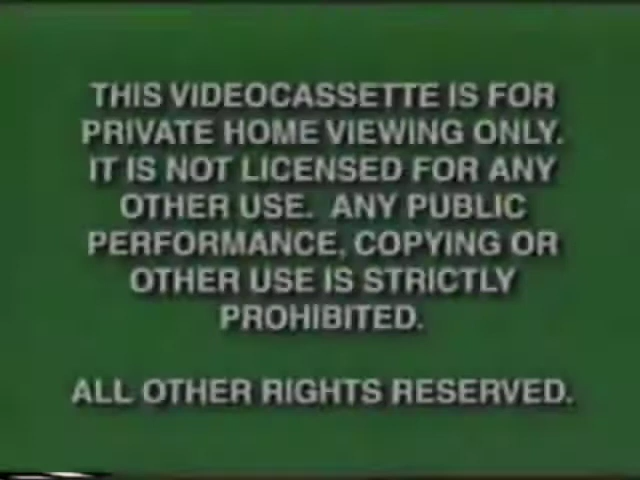 THIS VIDEOCASSETTE IS FOR
PRIVATE HOME VIEWING ONLY.
IT IS NOT LICENSED FOR ANY
OTHER USE.  ANY PUBLIC
PERFORMANCE, COPYING OR
OTHER USE IS STRICTLY
PROHIBITED.
ALL OTHER RIGHTS RESERVED.